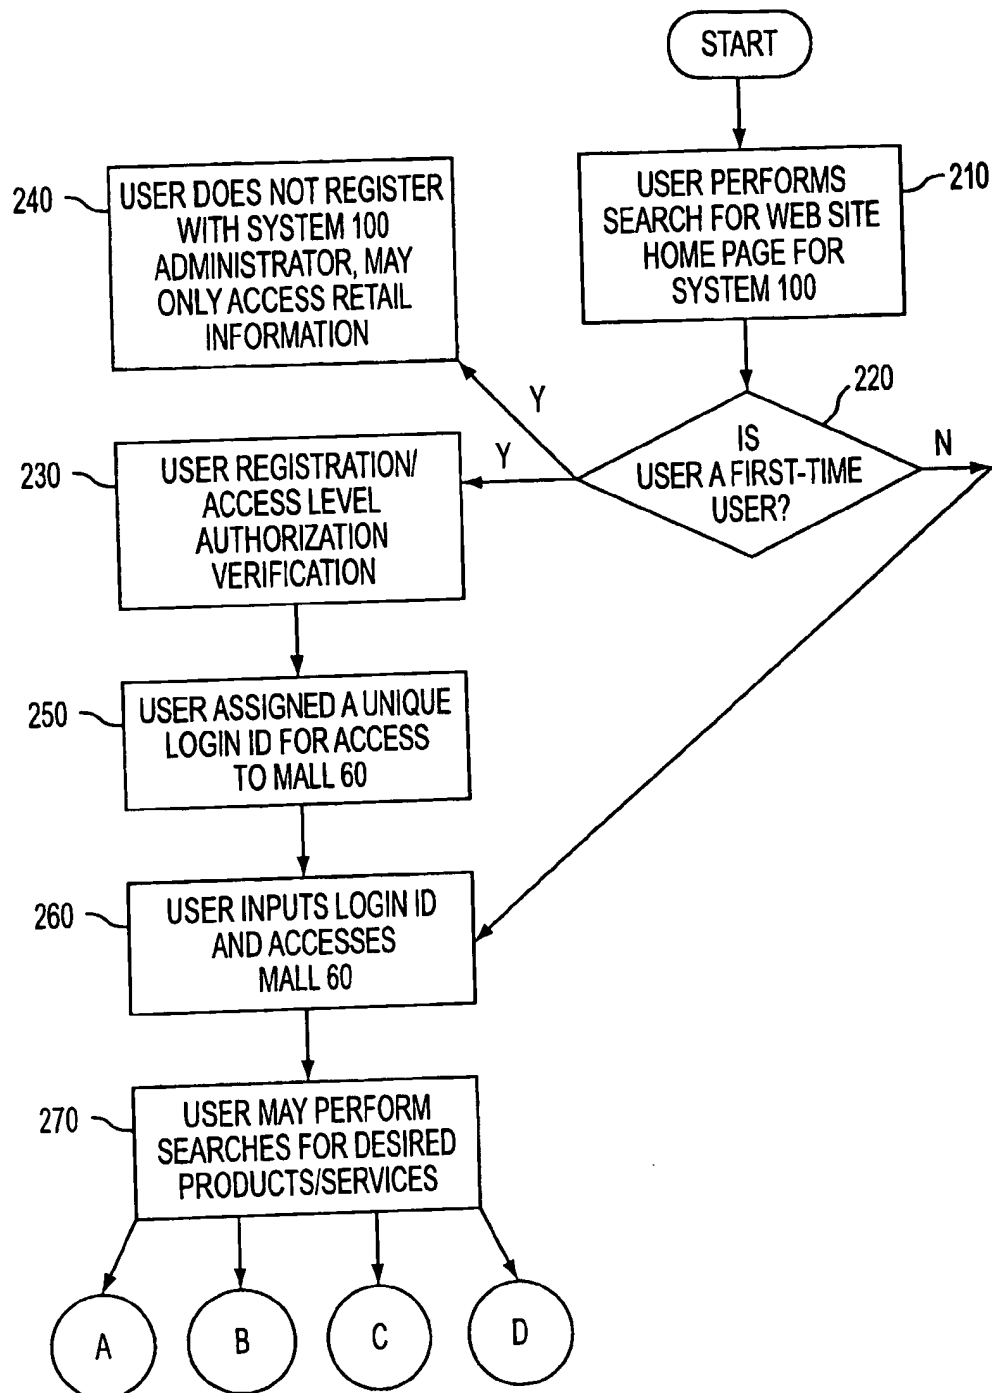 START
210
USER PERFORMS
SEARCH FOR WEB SITE
HOME PAGE FOR
SYSTEM 100
240
USER DOES NOT REGISTER
WITH SYSTEM 100
ADMINISTRATOR, MAY
ONLY ACCESS RETAIL
INFORMATION
220
IS
USER A FIRST-TIME
USER?
Y
Y
N
230
USER REGISTRATION/
ACCESS LEVEL
AUTHORIZATION
VERIFICATION
250
USER ASSIGNED A UNIQUE
LOGIN ID FOR ACCESS
TO MALL 60
260
USER INPUTS LOGIN ID
AND ACCESSES
MALL 60
270
USER MAY PERFORM
SEARCHES FOR DESIRED
PRODUCTS/SERVICES
A
B
C
D